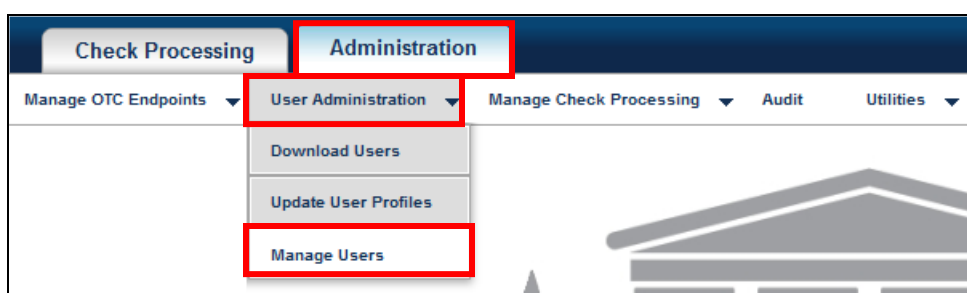 Check Processing Administration
Manage OTC Endpoints User Administration Manage Check Processing Audit Utilities
Download Users
Update User Profiles
Manage Users